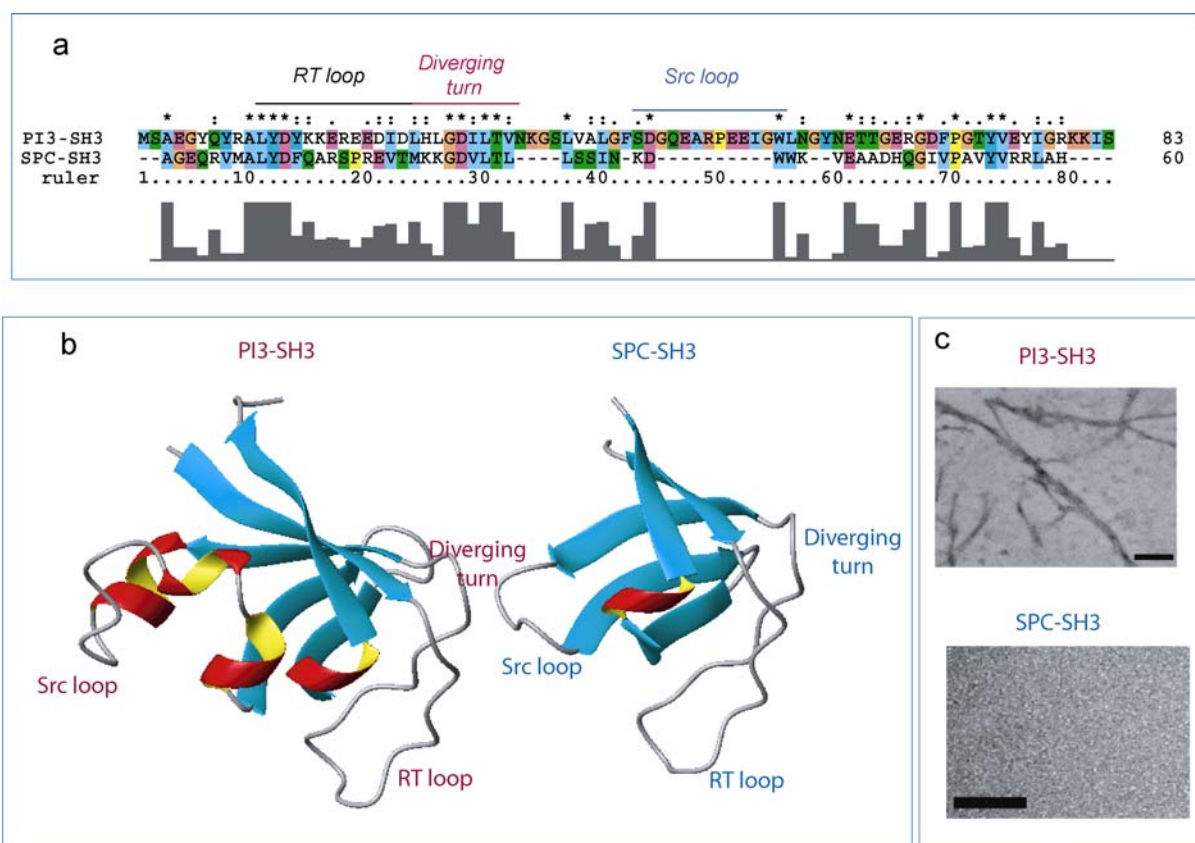 a
RT loop
Diverging
turn
Src loop
PI3-SH3 MSAEGYQYRALYDYKKEREEDIDLHLGDILTVNKGSLVALGFSDGQEARPEEIGWLNGYNETTGERGDFPGTYVEYIGRKKIS 83
SPC-SH3 --AGEQRVMALYDFQARSPREVTMKKGDVLTL----LSSIN-KD----------WWK--VEAADHQGIVPAVYVRRLAH---- 60
ruler 1.......10........20........30........40........50........60........70........80...
b
PI3-SH3
SPC-SH3
Diverging
turn
Diverging
turn
Src loop
Src loop
RT loop
RT loop
c
PI3-SH3
SPC-SH3